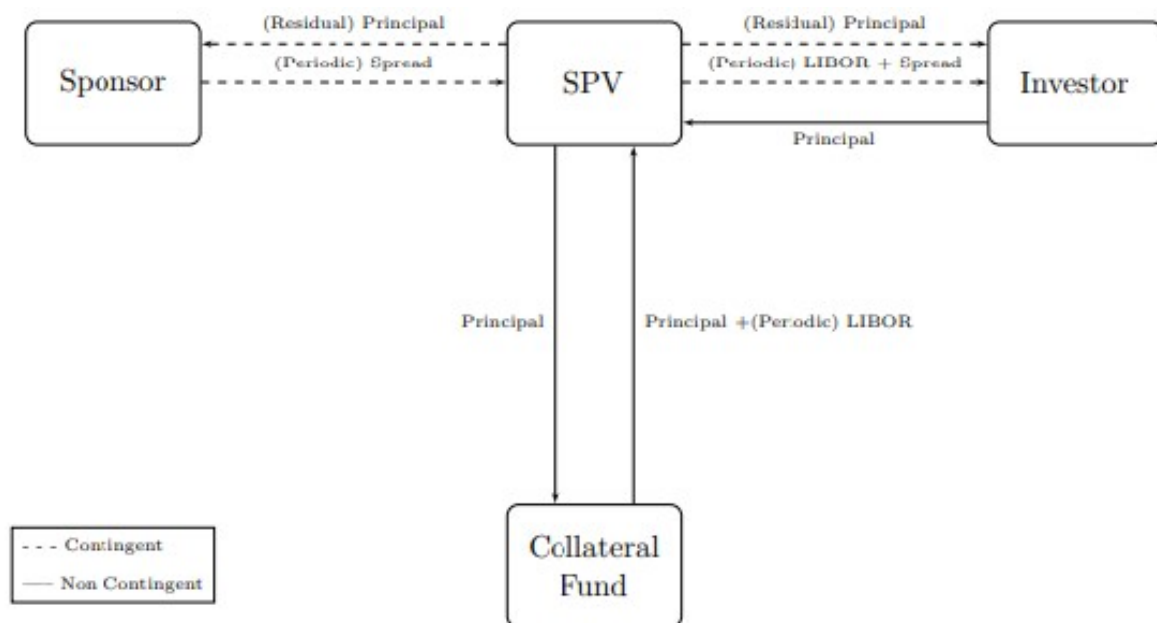 (Residual) Principal
(Residual) Principal
(Periodic) Spread
(Periodic) LIBOR + Spread
Sponsor
SPV
Investor
Principal
Principal
Principal +(Periodic) LIBOR
Contingent
Non Contingent
Collateral
Fund